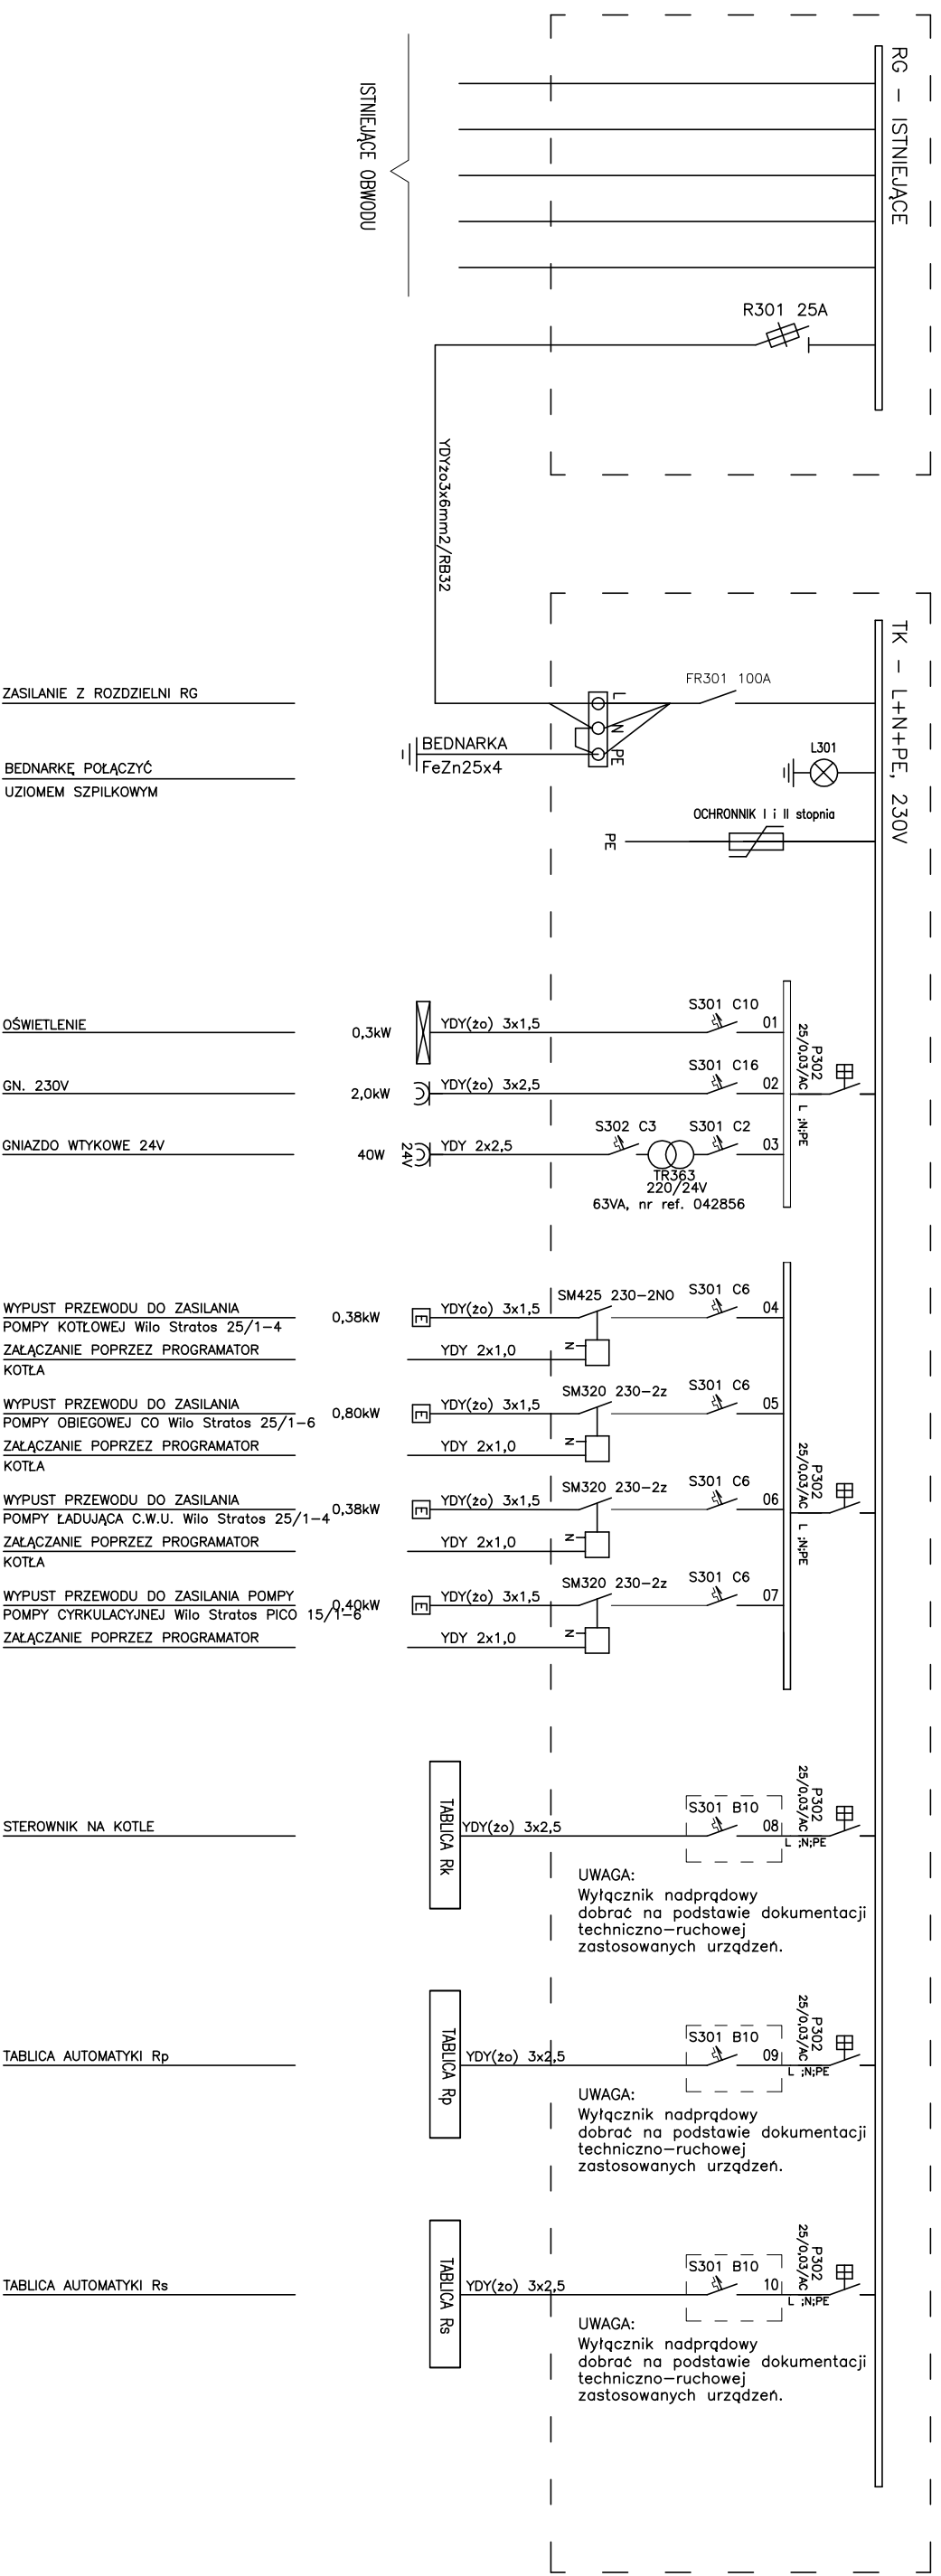 RG - ISTNIEJĄCE
ISTNIEJĄCE OBWODU
R301 25A
YDYżo3x6mm2/RB32
TK - L+N+PE, 230V
ZASILANIE Z ROZDZIELNI RG
FR301 100A
L
N
PE
BEDNARKA
FeZn25x4
BEDNARKĘ POŁĄCZYĆ
UZIOMEM SZPILKOWYM
L301
OCHRONNIK I i II stopnia
PE
P302
25/0,03/AC
L ;N;PE
OŚWIETLENIE
0,3kW
YDY(żo) 3x1,5
S301 C10
01
GN. 230V
2,0kW
YDY(żo) 3x2,5
S301 C16
02
GNIAZDO WTYKOWE 24V
40W
24V
YDY 2x2,5
S302 C3
S301 C2
03
TR363
220/24V
63VA, nr ref. 042856
P302
25/0,03/AC
L ;N;PE
WYPUST PRZEWODU DO ZASILANIA
POMPY KOTŁOWEJ Wilo Stratos 25/1-4
0,38kW
E
YDY(żo) 3x1,5
SM425 230-2NO
S301 C6
04
ZAŁĄCZANIE POPRZEZ PROGRAMATOR
KOTŁA
YDY 2x1,0
N
WYPUST PRZEWODU DO ZASILANIA
POMPY OBIEGOWEJ CO Wilo Stratos 25/1-6
0,80kW
E
YDY(żo) 3x1,5
SM320 230-2z
S301 C6
05
ZAŁĄCZANIE POPRZEZ PROGRAMATOR
KOTŁA
YDY 2x1,0
N
WYPUST PRZEWODU DO ZASILANIA
POMPY ŁADUJĄCA C.W.U. Wilo Stratos 25/1-4
0,38kW
E
YDY(żo) 3x1,5
SM320 230-2z
S301 C6
06
ZAŁĄCZANIE POPRZEZ PROGRAMATOR
KOTŁA
YDY 2x1,0
N
WYPUST PRZEWODU DO ZASILANIA POMPY
POMPY CYRKULACYJNEJ Wilo Stratos PICO 15/1-6
0,40kW
E
YDY(żo) 3x1,5
SM320 230-2z
S301 C6
07
ZAŁĄCZANIE POPRZEZ PROGRAMATOR
YDY 2x1,0
N
STEROWNIK NA KOTLE
TABLICA Rk
YDY(żo) 3x2,5
S301 B10
08
P302
25/0,03/AC
L ;N;PE
UWAGA:
Wyłącznik nadprądowy
dobrać na podstawie dokumentacji
techniczno-ruchowej
zastosowanych urządzeń.
TABLICA AUTOMATYKI Rp
TABLICA Rp
YDY(żo) 3x2,5
S301 B10
09
P302
25/0,03/AC
L ;N;PE
UWAGA:
Wyłącznik nadprądowy
dobrać na podstawie dokumentacji
techniczno-ruchowej
zastosowanych urządzeń.
TABLICA AUTOMATYKI Rs
TABLICA Rs
YDY(żo) 3x2,5
S301 B10
10
P302
25/0,03/AC
L ;N;PE
UWAGA:
Wyłącznik nadprądowy
dobrać na podstawie dokumentacji
techniczno-ruchowej
zastosowanych urządzeń.